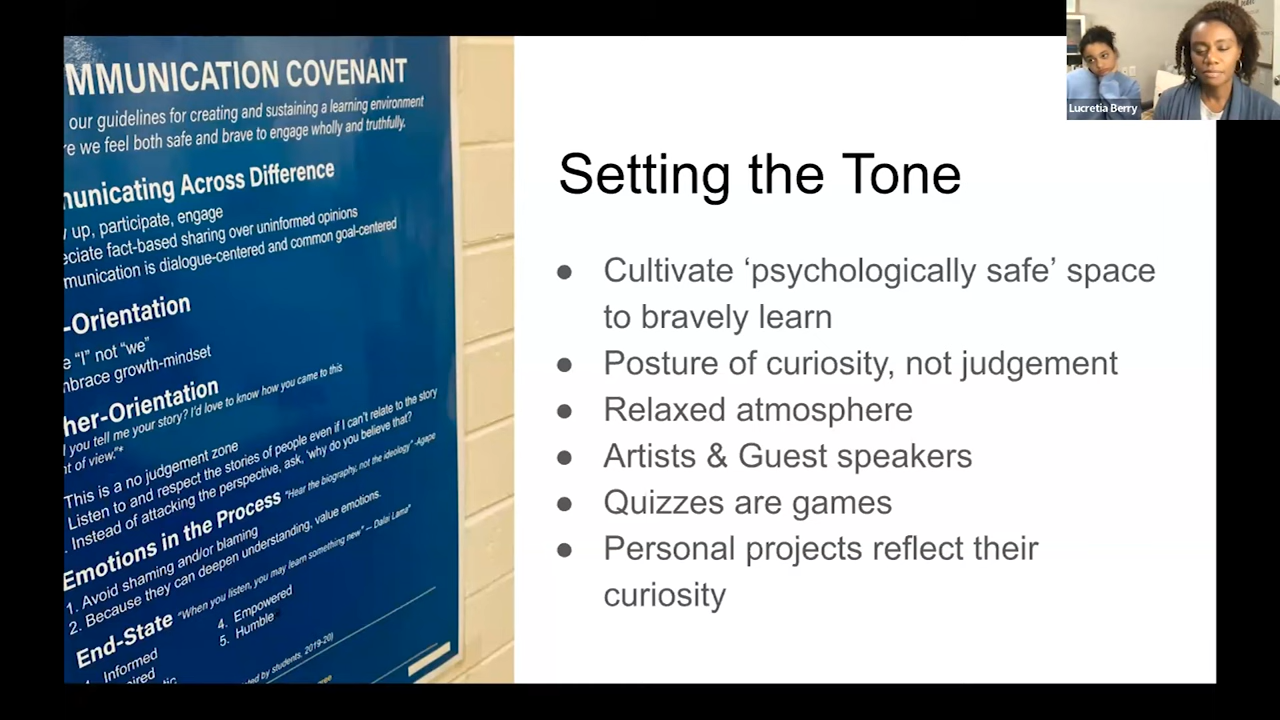 MMUNICATION COVENANT
our guidelines for creating and sustaining a learning environment
re we feel both safe and brave to engage wholly and truthfully.
unicating Across Difference
up, participate, engage
eciate fact-based sharing over uninformed opinions
munication is dialogue-centered and common goal-centered
-Orientation
e "I" not "we"
mbrace growth-mindset
her-Orientation
you tell me your story? I'd love to know how you came to this
nt of view."*
This is a no judgement zone
Listen to and respect the stories of people even if I can't relate to the story
. Instead of attacking the perspective, ask, 'why do you believe that?
Emotions in the Process "Hear the biography, not the ideology" -Agape
1. Avoid shaming and/or blaming
2. Because they can deepen understanding, value emotions.
End-State "When you listen, you may learn something new" — Dalai Lama"
Informed
4. Empowered
5. Humble
ted by students, 2019-20)
Setting the Tone
● Cultivate ‘psychologically safe’ space
to bravely learn
● Posture of curiosity, not judgement
● Relaxed atmosphere
● Artists & Guest speakers
● Quizzes are games
● Personal projects reflect their
curiosity
Lucretia Berry